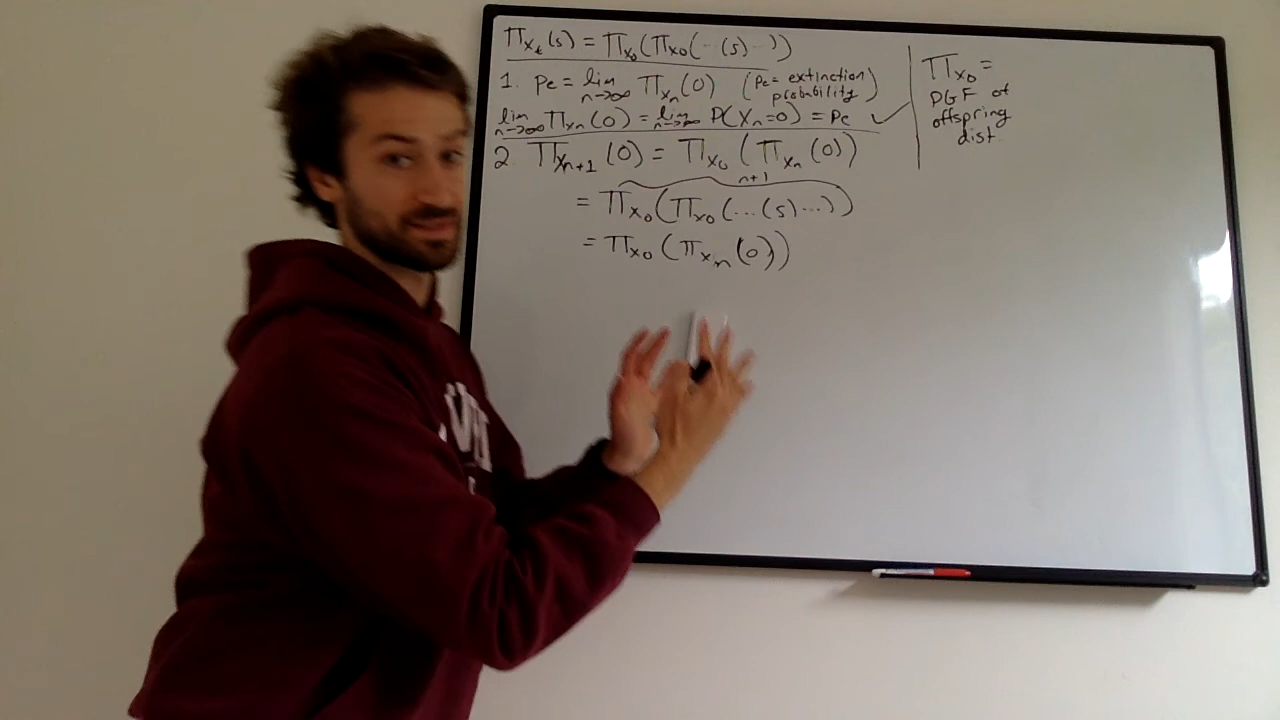 Π_{X_t}(s) = Π_{X_0}(Π_{X_0}(...(s)...))
1. Pe = lim_{n→∞} Π_{X_n}(0) (Pe = extinction probability)
lim_{n→∞} Π_{X_n}(0) = lim_{n→∞} P(X_n = 0) = Pe ✓
2 Π_{X_{n+1}}(0) = Π_{X_0}(Π_{X_n}(0))
n+1
= Π_{X_0}(Π_{X_0}(...(s)...))
= Π_{X_0}(Π_{X_n}(0))
Π_{X_0} =
PGF of
offspring
dist.